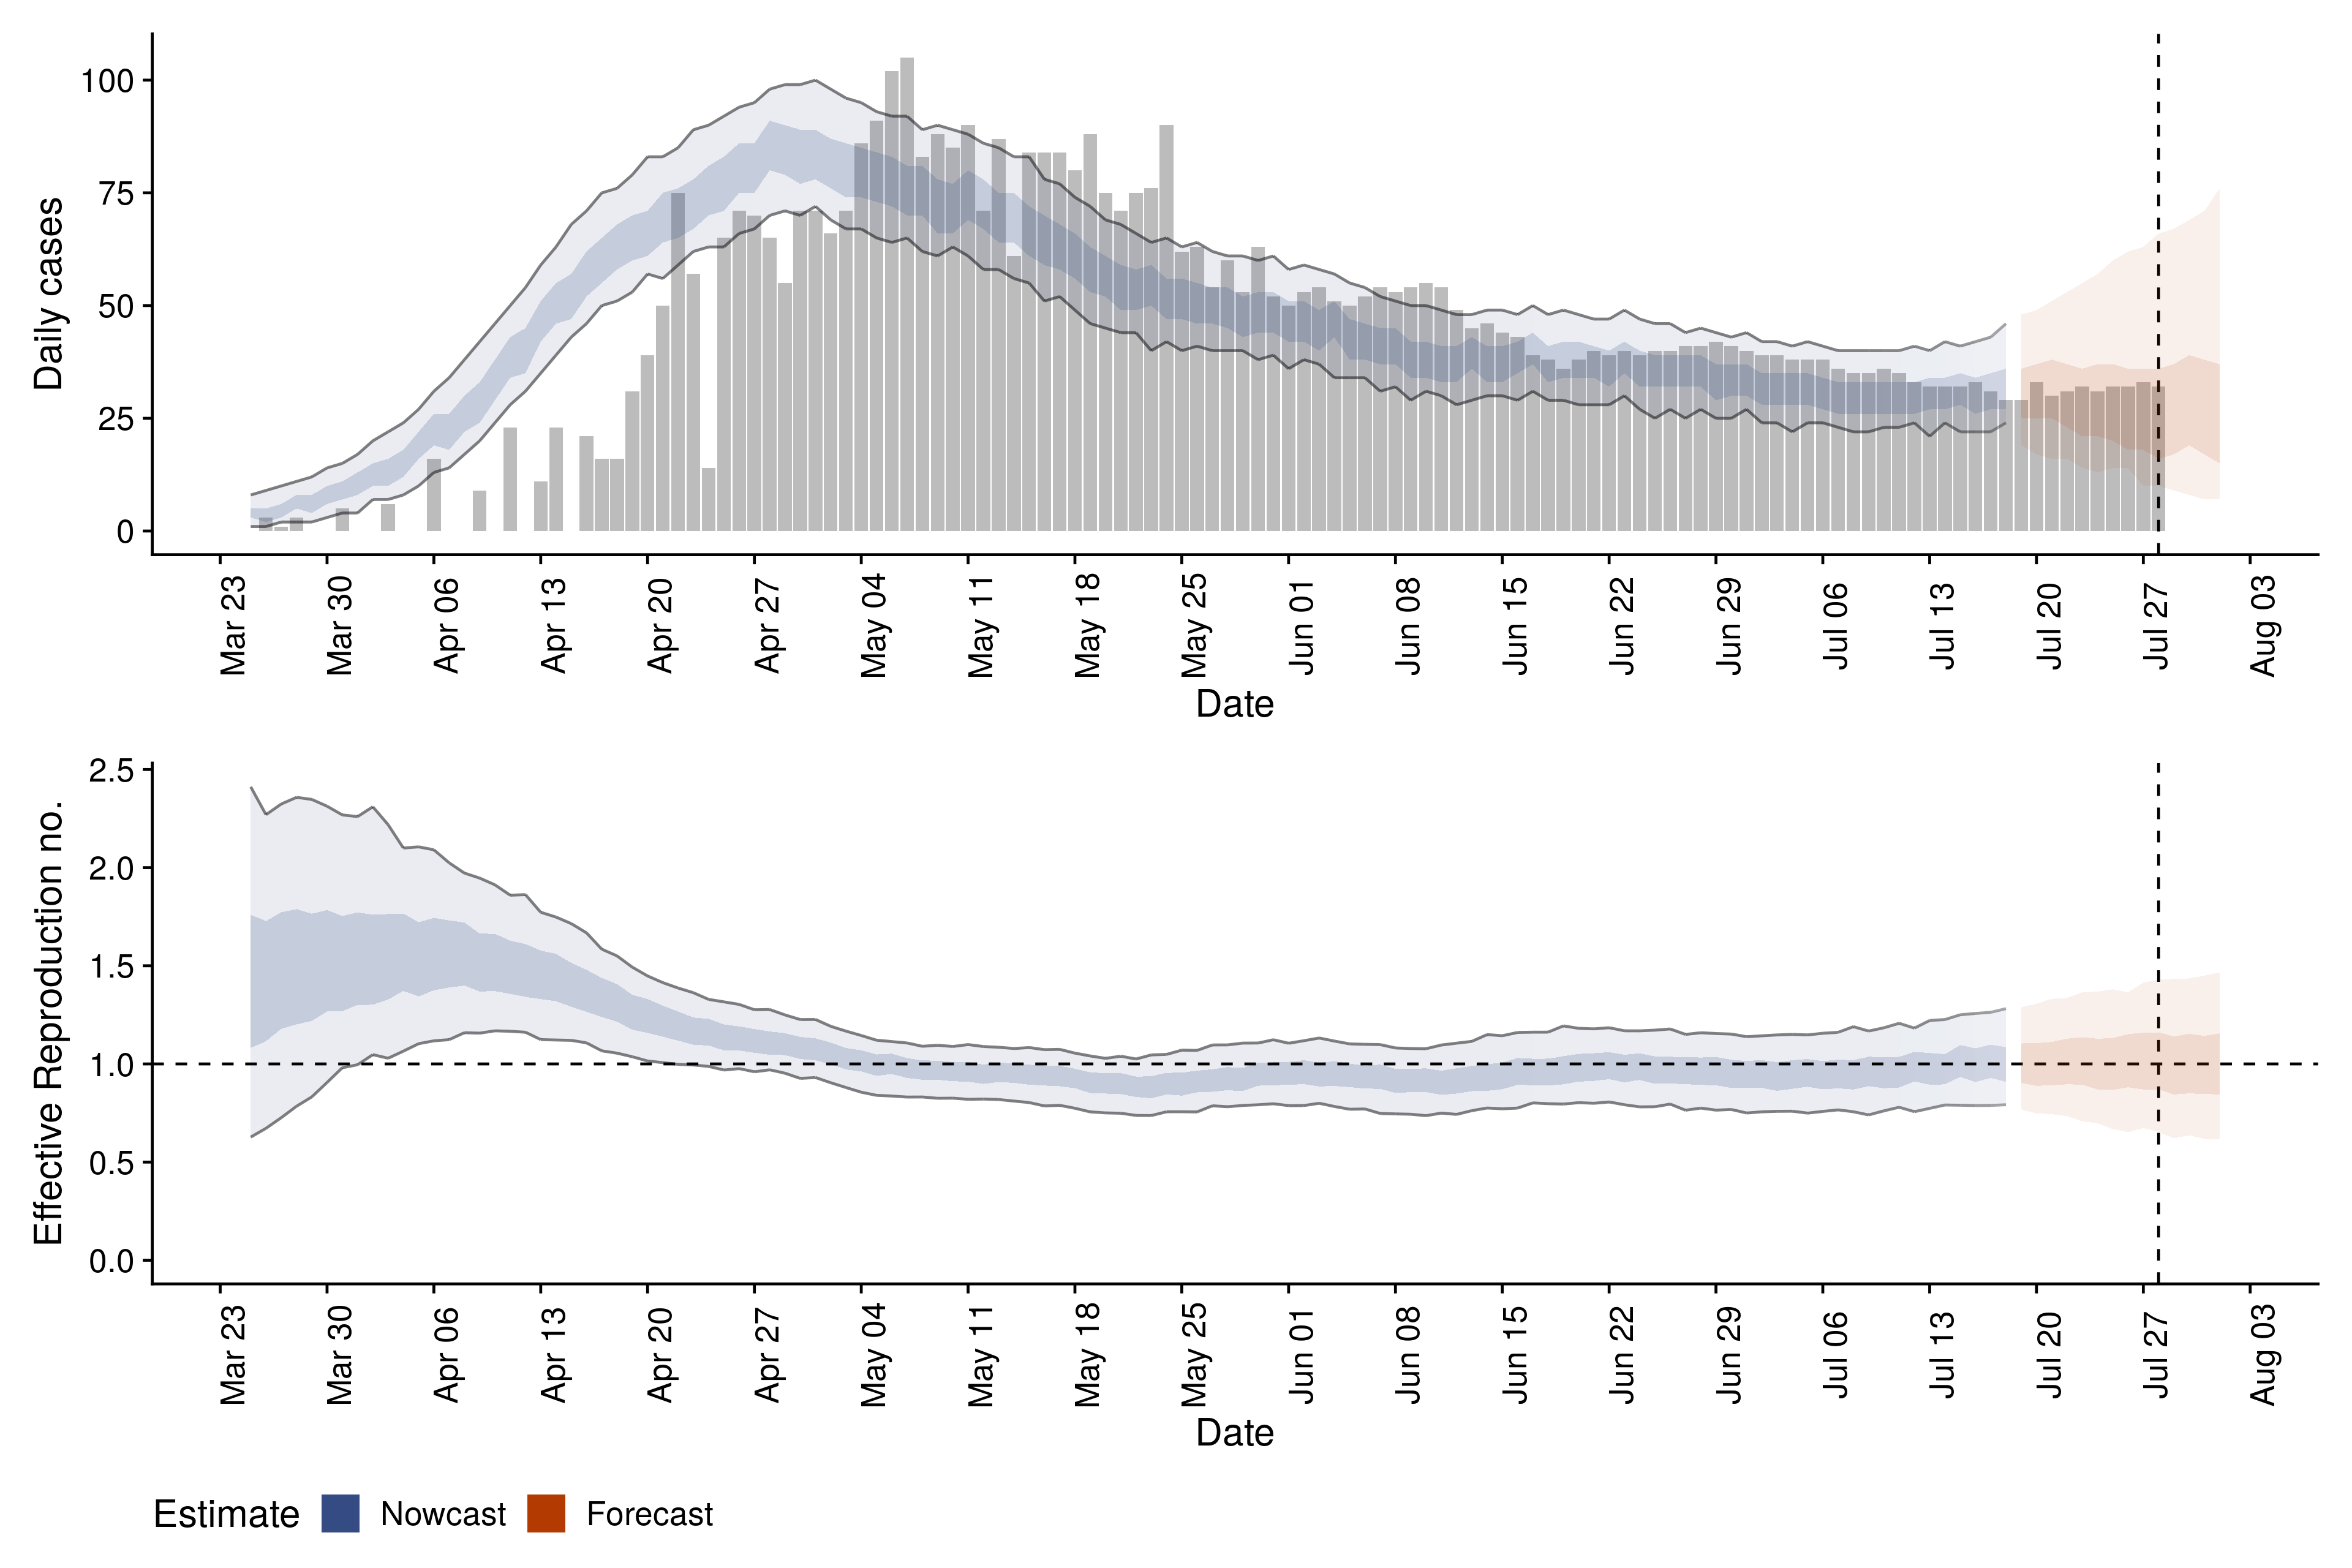 Daily cases
100
75
50
25
0
Mar 23
Mar 30
Apr 06
Apr 13
Apr 20
Apr 27
May 04
May 11
May 18
May 25
Jun 01
Jun 08
Jun 15
Jun 22
Jun 29
Jul 06
Jul 13
Jul 20
Jul 27
Aug 03
Date
Effective Reproduction no.
2.5
2.0
1.5
1.0
0.5
0.0
Mar 23
Mar 30
Apr 06
Apr 13
Apr 20
Apr 27
May 04
May 11
May 18
May 25
Jun 01
Jun 08
Jun 15
Jun 22
Jun 29
Jul 06
Jul 13
Jul 20
Jul 27
Aug 03
Date
Estimate Nowcast Forecast